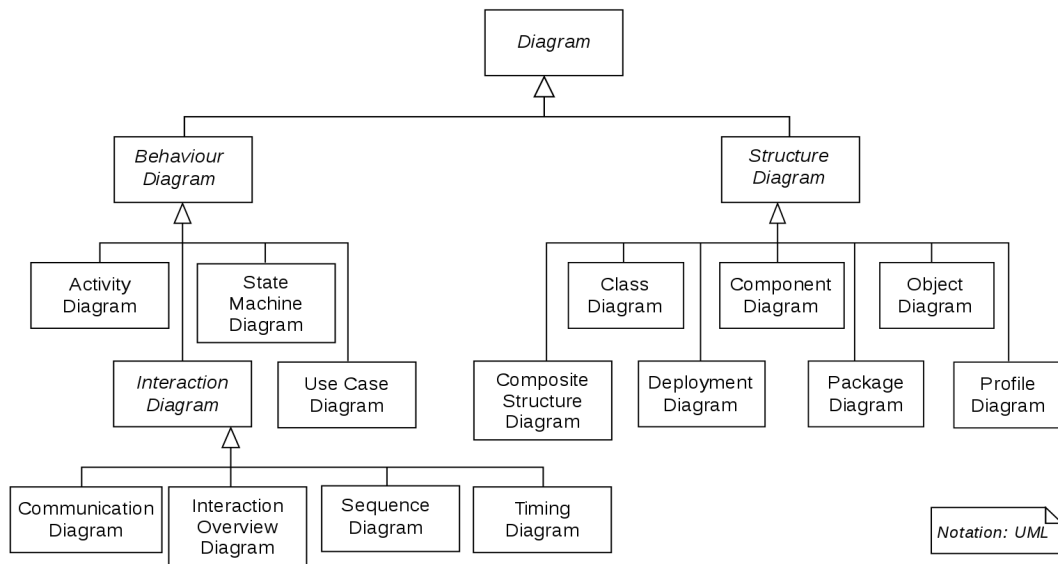 Diagram
Behaviour
Diagram
Structure
Diagram
Activity
Diagram
State
Machine
Diagram
Class
Diagram
Component
Diagram
Object
Diagram
Interaction
Diagram
Use Case
Diagram
Composite
Structure
Diagram
Deployment
Diagram
Package
Diagram
Profile
Diagram
Communication
Diagram
Interaction
Overview
Diagram
Sequence
Diagram
Timing
Diagram
Notation: UML